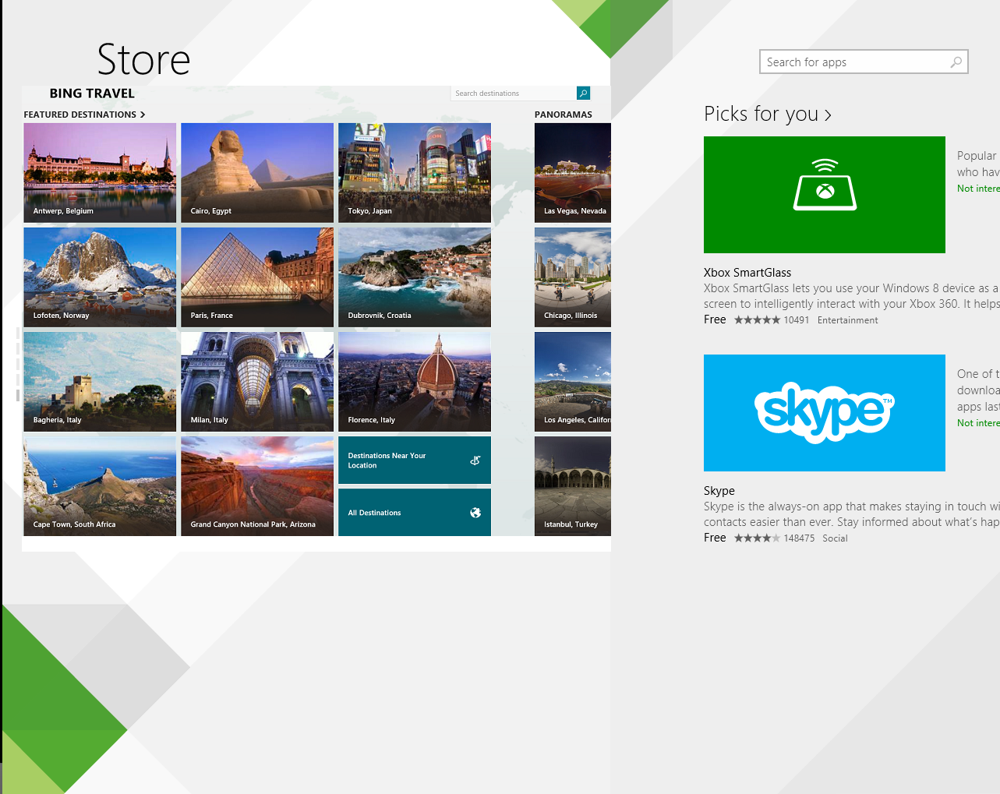 Store
Search for apps
BING TRAVEL
Search destinations
FEATURED DESTINATIONS
PANORAMAS
Antwerp, Belgium
Cairo, Egypt
Tokyo, Japan
Las Vegas, Nevada
Lofoten, Norway
Paris, France
Dubrovnik, Croatia
Chicago, Illinois
Bagheria, Italy
Milan, Italy
Florence, Italy
Los Angeles, Califor
Cape Town, South Africa
Grand Canyon National Park, Arizona
Destinations Near Your
Location
All Destinations
Istanbul, Turkey
Picks for you
Popular
who hav
Not intere
Xbox SmartGlass
Xbox SmartGlass lets you use your Windows 8 device as a
screen to intelligently interact with your Xbox 360. It helps
Free 10491 Entertainment
skype™
One of t
downloa
apps last
Not intere
Skype
Skype is the always-on app that makes staying in touch wi
contacts easier than ever. Stay informed about what's hap
Free 148475 Social